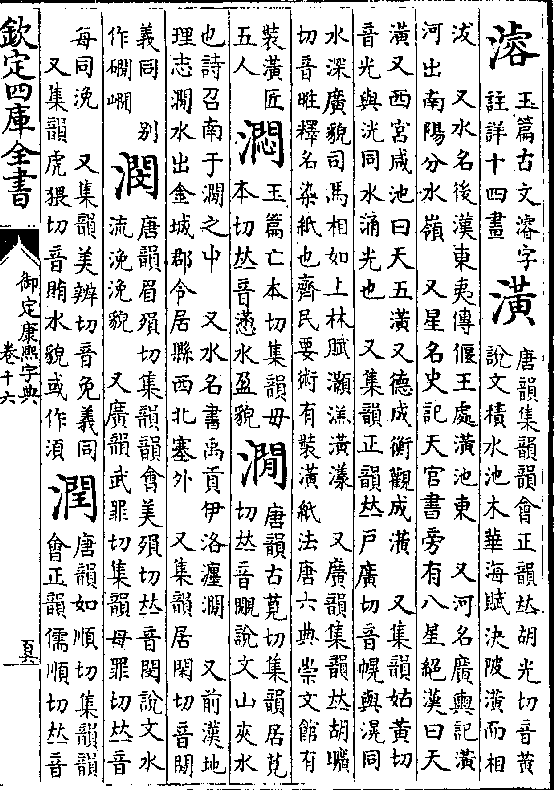 濬 玉篇古文濬字註詳十四畫 潢 唐韻集韻韻會正韻𠀤胡光切音黃說文積水池木華海賦決陂潢而相
浂 又水名後漢東夷傳偃王處潢池東 又河名廣輿記潢
河出南陽分水嶺 又星名史記天官書旁有八星絕漢曰天
潢又西宮咸池曰天五潢又德成衡觀成潢 又集韻姑黃切
音光與洸同水涌光也 又集韻正韻𠀤戸廣切音幌與滉同
水深廣貌司馬相如上林賦灝溔潢漾 又廣韻集韻𠀤胡曠
切音暀釋名染紙也齊民要術有裝潢紙法唐六典崇文館有
裝潢匠五人 㵍 玉篇亡本切集韻母本切𠀤音懣水盈貌 澗 唐韻古莧切集韻居莧切𠀤音覵說文山夾水
也詩召南于澗之中 又水名書禹貢伊洛瀍澗 又前漢地
理志澗水出金城郡令居縣西北塞外 又集韻居閑切音閒
義同 別作磵㵎 潣 唐韻眉殞切集韻韻會美殞切𠀤音閔說文水流浼浼貌 又廣韻武罪切集韻母罪切𠀤音
每同浼 又集韻美辨切音免義同 又集韻虎猥切音賄水貌或作湏 潤 唐韻如順切集韻韻會正韻儒順切𠀤音
欽定四庫全書
御定康熙字典
卷十六